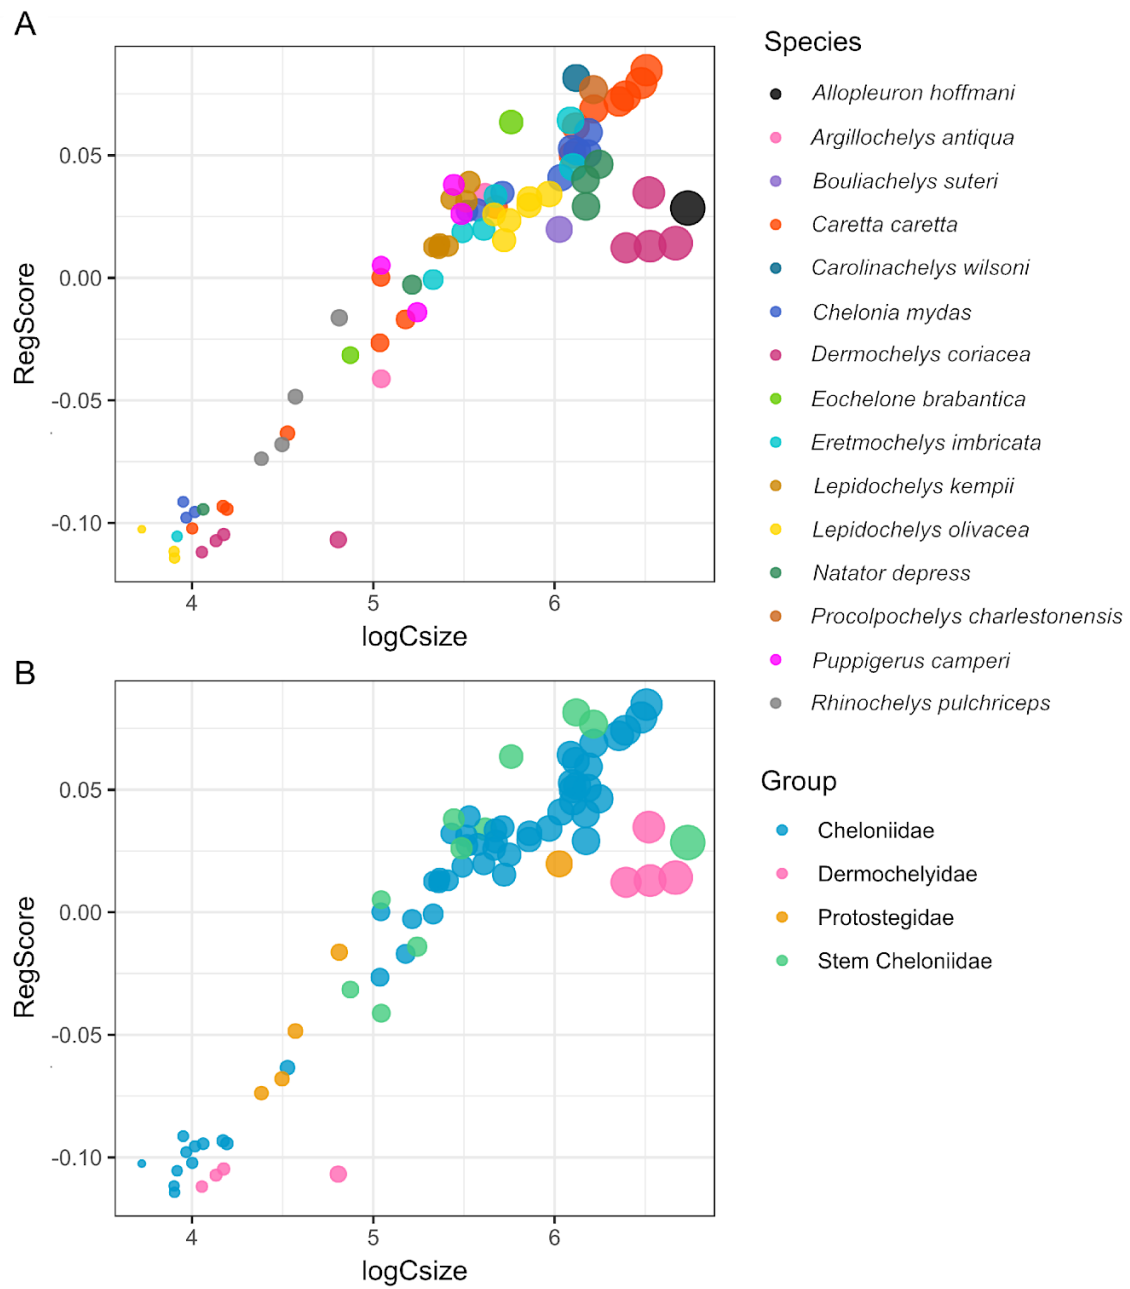 A
RegScore
0.05
0.00
-0.05
-0.10
4 5 6
logCsize
Species
Allopleuron hoffmani
Argillochelys antiqua
Bouliachelys suteri
Caretta caretta
Carolinachelys wilsoni
Chelonia mydas
Dermochelys coriacea
Eochelone brabantica
Eretmochelys imbricata
Lepidochelys kempii
Lepidochelys olivacea
Natator depress
Procolpochelys charlestonensis
Puppigerus camperi
Rhinochelys pulchriceps
B
RegScore
0.05
0.00
-0.05
-0.10
4 5 6
logCsize
Group
Cheloniidae
Dermochelyidae
Protostegidae
Stem Cheloniidae